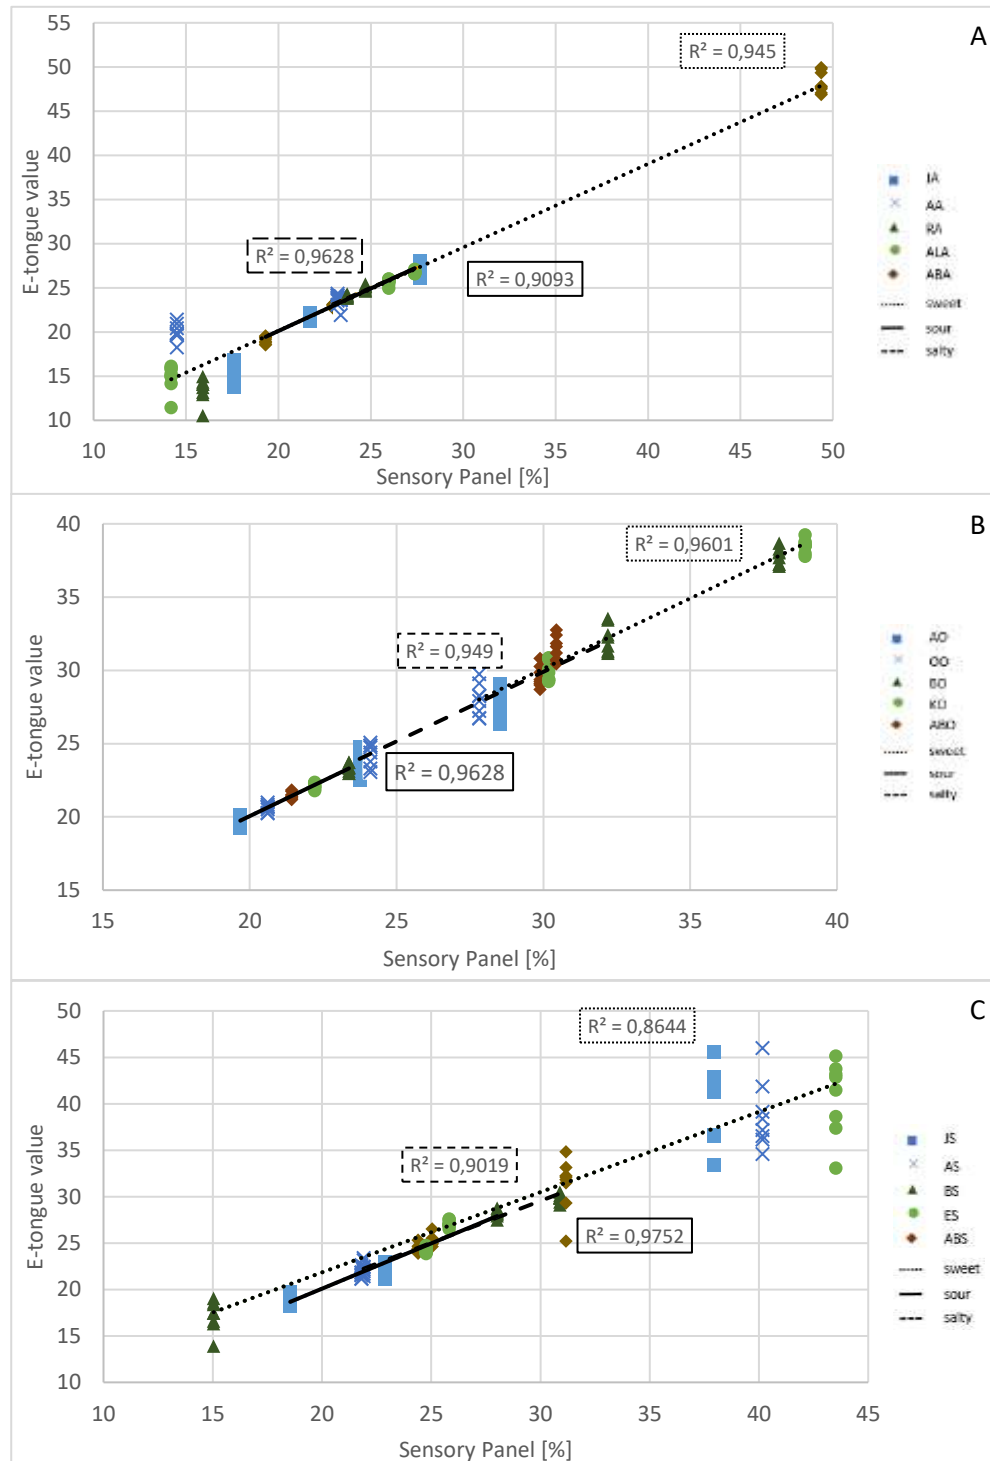 A
55
50
45
40
35
30
25
20
15
10
E-tongue value
R² = 0,945
R² = 0,9628
R² = 0,9093
10 15 20 25 30 35 40 45 50
Sensory Panel [%]
AA
RA
ALA
ABA
sweet
sour
salty
B
40
35
30
25
20
15
E-tongue value
R² = 0,9601
R² = 0,949
R² = 0,9628
15 20 25 30 35 40
Sensory Panel [%]
AO
KO
ABO
sweet
sour
salty
C
50
45
40
35
30
25
20
15
10
E-tongue value
R² = 0,8644
R² = 0,9019
R² = 0,9752
10 15 20 25 30 35 40 45
Sensory Panel [%]
JS
AS
BS
ES
ABS
sweet
sour
salty